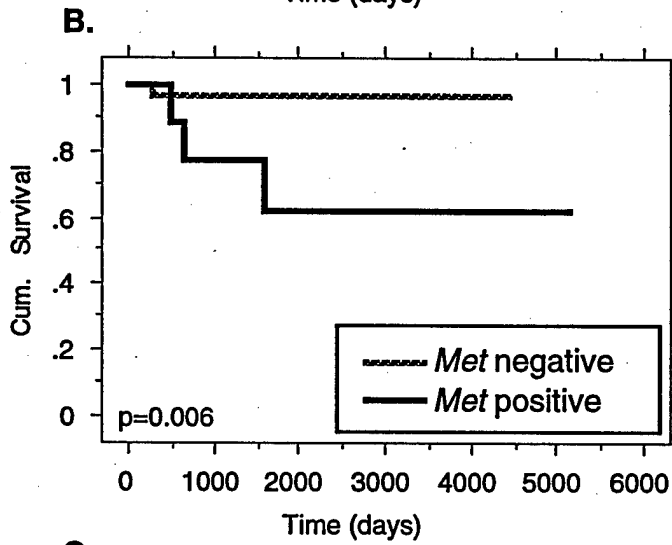 Time (days)
B.
1
.8
.6
.4
.2
0
Cum. Survival
p=0.006
Met negative
Met positive
0 1000 2000 3000 4000 5000 6000
Time (days)